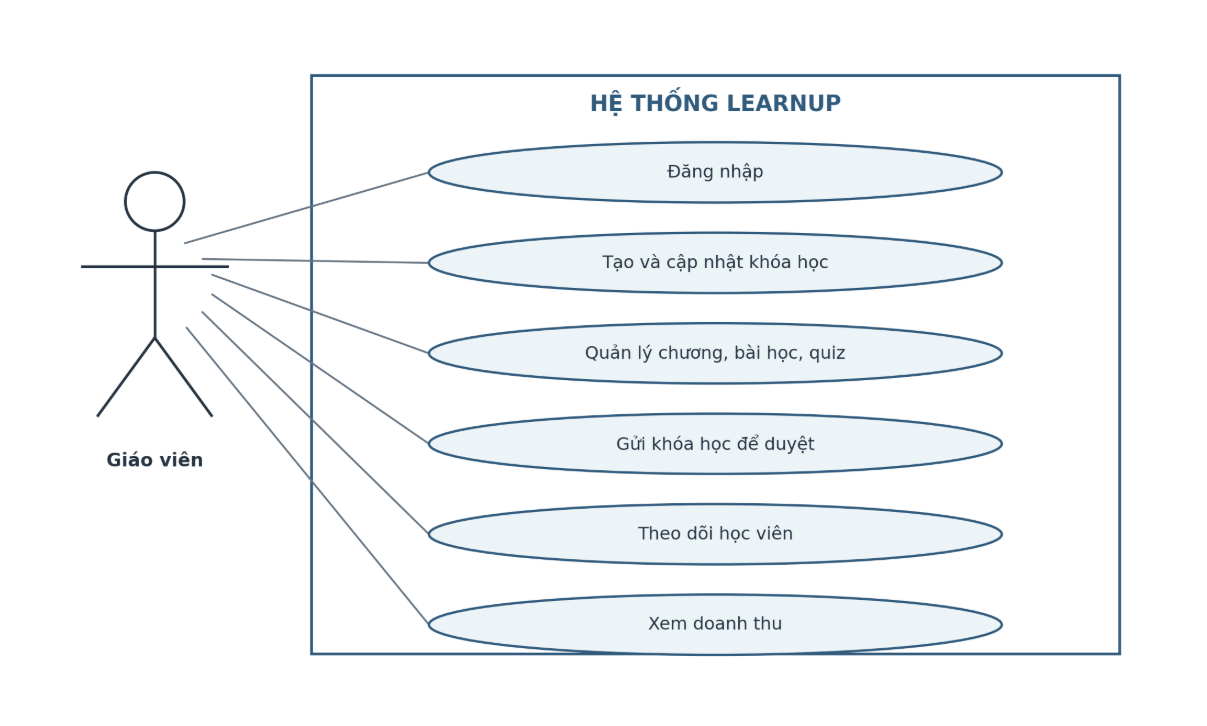 HỆ THỐNG LEARNUP
Đăng nhập
Tạo và cập nhật khóa học
Quản lý chương, bài học, quiz
Gửi khóa học để duyệt
Giáo viên
Theo dõi học viên
Xem doanh thu